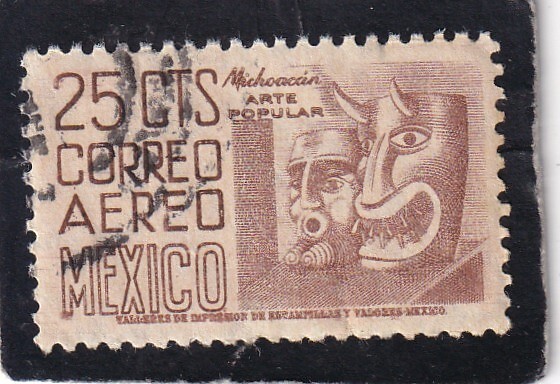 25 CTS
CORREO
AEREO
MEXICO
Michoacán
ARTE
POPULAR
TALLERES DE IMPRESION DE ESTAMPILLAS Y VALORES-MEXICO.